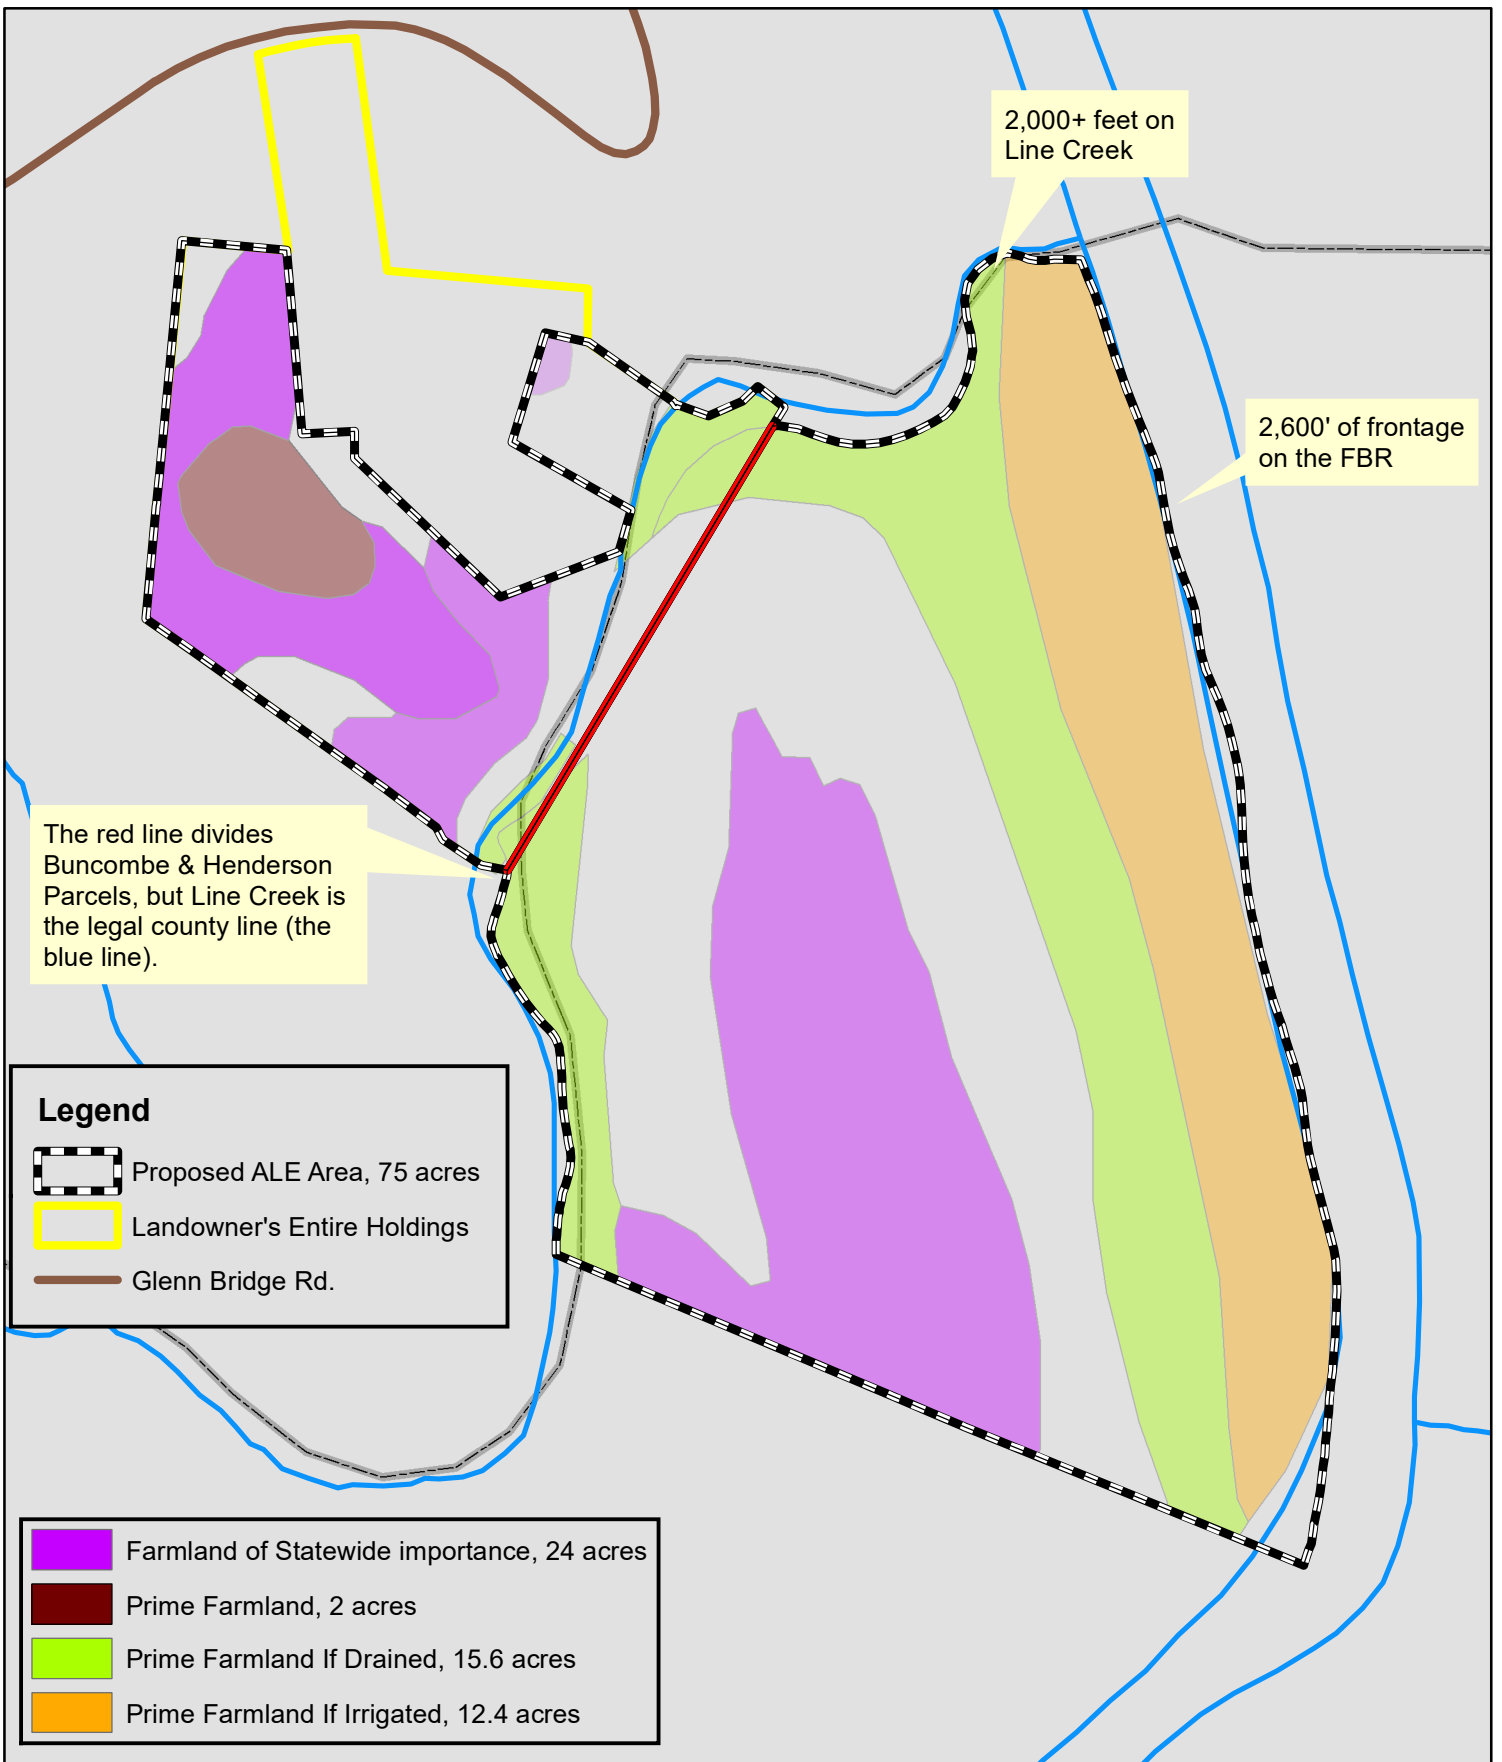 2,000+ feet on
Line Creek
2,600' of frontage
on the FBR
The red line divides
Buncombe & Henderson
Parcels, but Line Creek is
the legal county line (the
blue line).
Legend
Proposed ALE Area, 75 acres
Landowner's Entire Holdings
Glenn Bridge Rd.
Farmland of Statewide importance, 24 acres
Prime Farmland, 2 acres
Prime Farmland If Drained, 15.6 acres
Prime Farmland If Irrigated, 12.4 acres